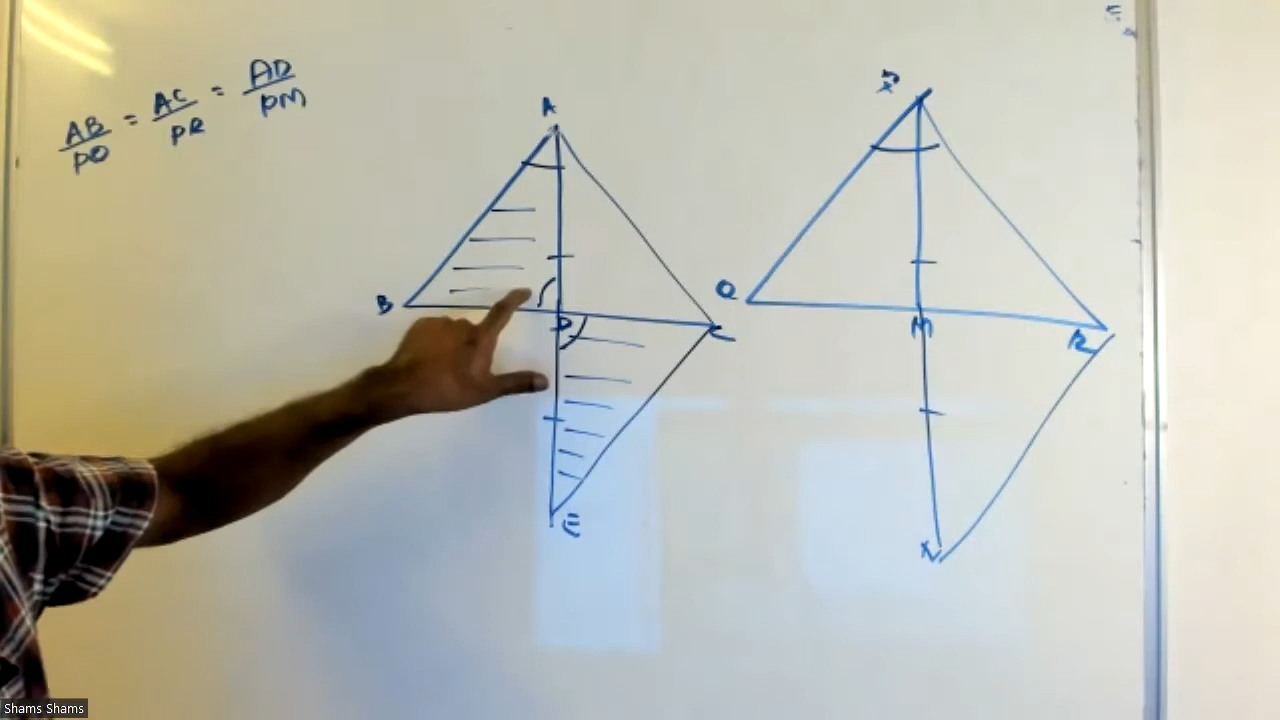 AB/PQ = AC/PR = AD/PM
A
P
B
D
C
Q
M
R
E
N
Shams Shams